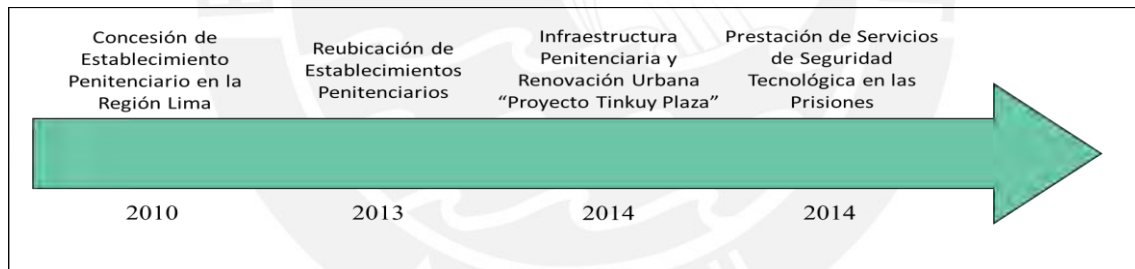 Concesión de
Establecimiento
Penitenciario en la
Región Lima
Reubicación de
Establecimientos
Penitenciarios
Infraestructura
Penitenciaria y
Renovación Urbana
“Proyecto Tinkuy Plaza”
Prestación de Servicios
de Seguridad
Tecnológica en las
Prisiones
2010
2013
2014
2014